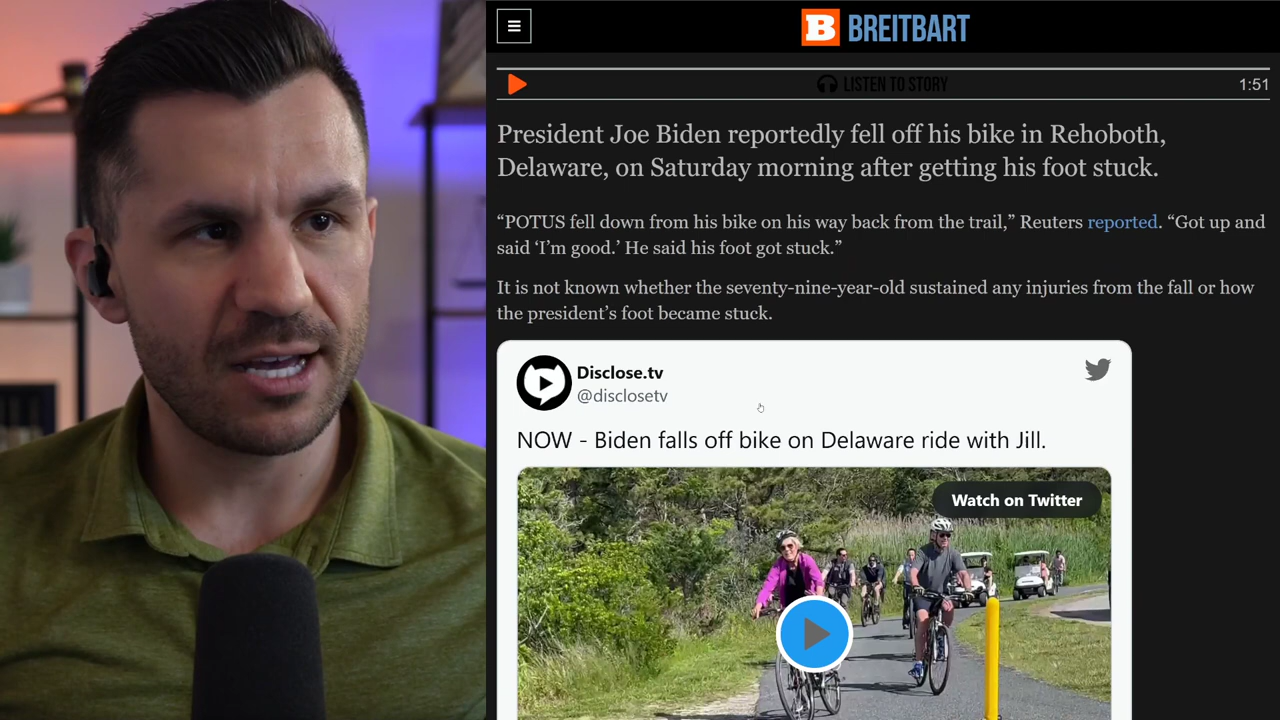 B BREITBART
LISTEN TO STORY
1:51
President Joe Biden reportedly fell off his bike in Rehoboth,
Delaware, on Saturday morning after getting his foot stuck.
“POTUS fell down from his bike on his way back from the trail,” Reuters reported. “Got up and
said ‘I’m good.’ He said his foot got stuck.”
It is not known whether the seventy-nine-year-old sustained any injuries from the fall or how
the president’s foot became stuck.
Disclose.tv
@disclosetv
NOW - Biden falls off bike on Delaware ride with Jill.
Watch on Twitter